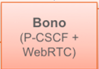 Bono
(P-CSCF +
WebRTC)